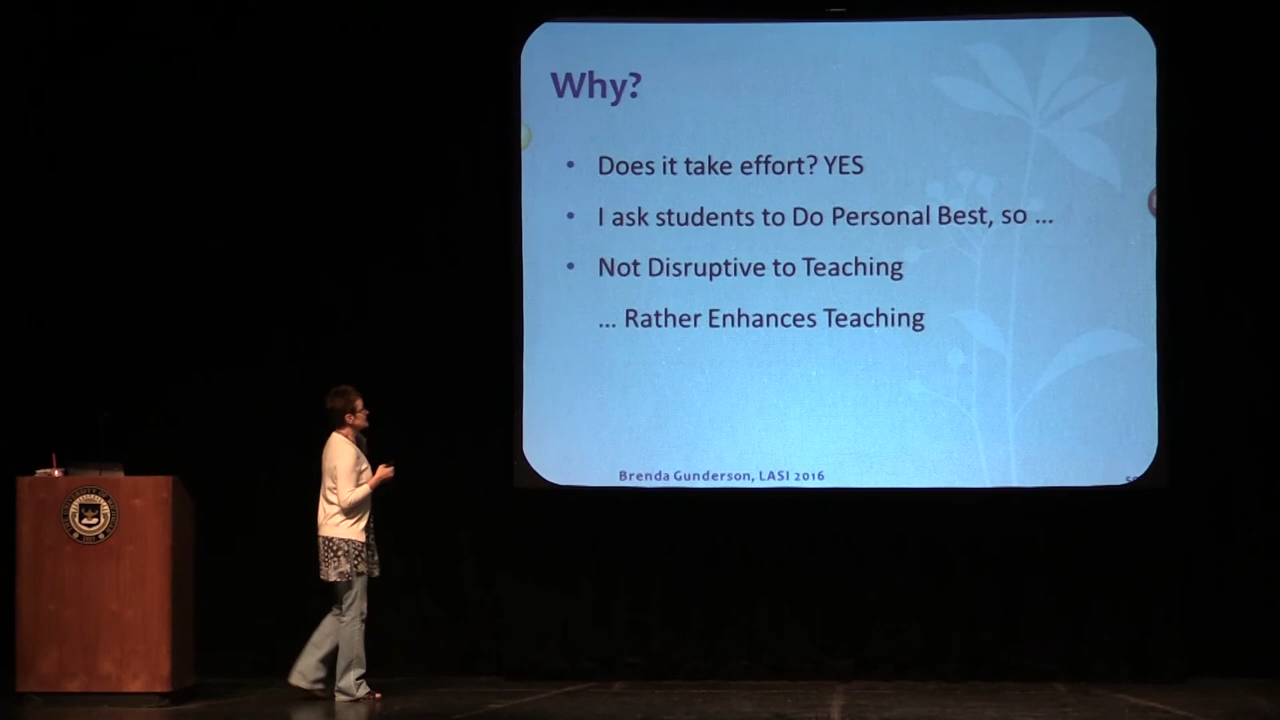 Why?
• Does it take effort? YES
• I ask students to Do Personal Best, so ...
• Not Disruptive to Teaching
... Rather Enhances Teaching
Brenda Gunderson, LASI 2016